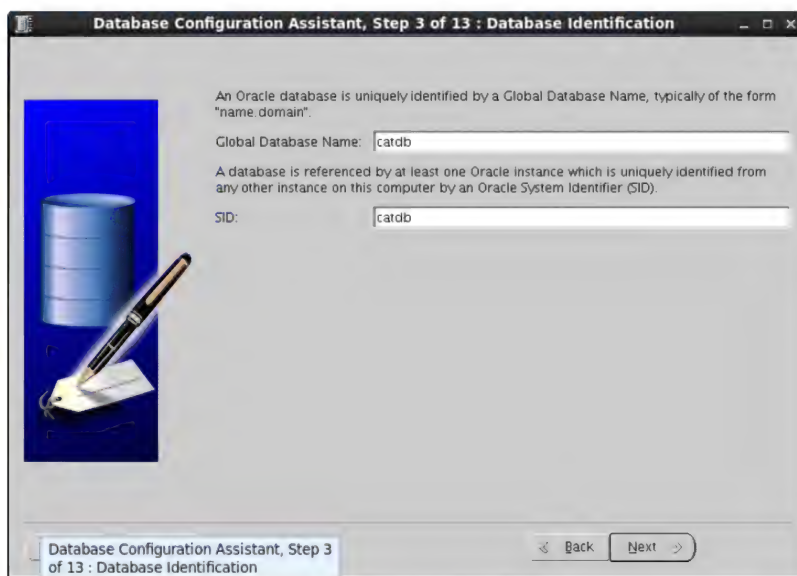 Database Configuration Assistant, Step 3 of 13 : Database Identification
An Oracle database is uniquely identified by a Global Database Name, typically of the form
"name.domain".
Global Database Name: catdb
A database is referenced by at least one Oracle instance which is uniquely identified from
any other instance on this computer by an Oracle System Identifier (SID).
SID: catdb
Database Configuration Assistant, Step 3
of 13 : Database Identification
Back Next